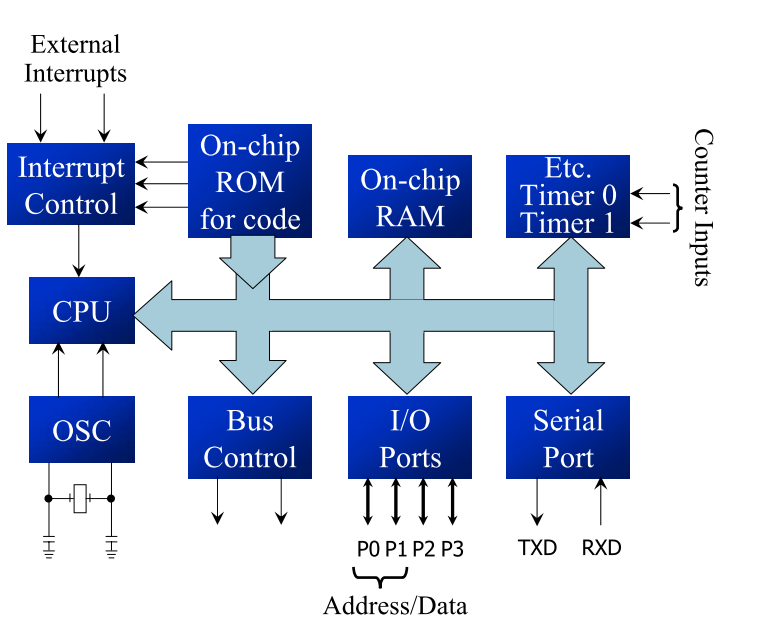 External
Interrupts
Interrupt
Control
On-chip
ROM
for code
On-chip
RAM
Etc.
Timer 0
Timer 1
Counter Inputs
CPU
OSC
Bus
Control
I/O
Ports
Serial
Port
P0 P1 P2 P3
TXD RXD
Address/Data